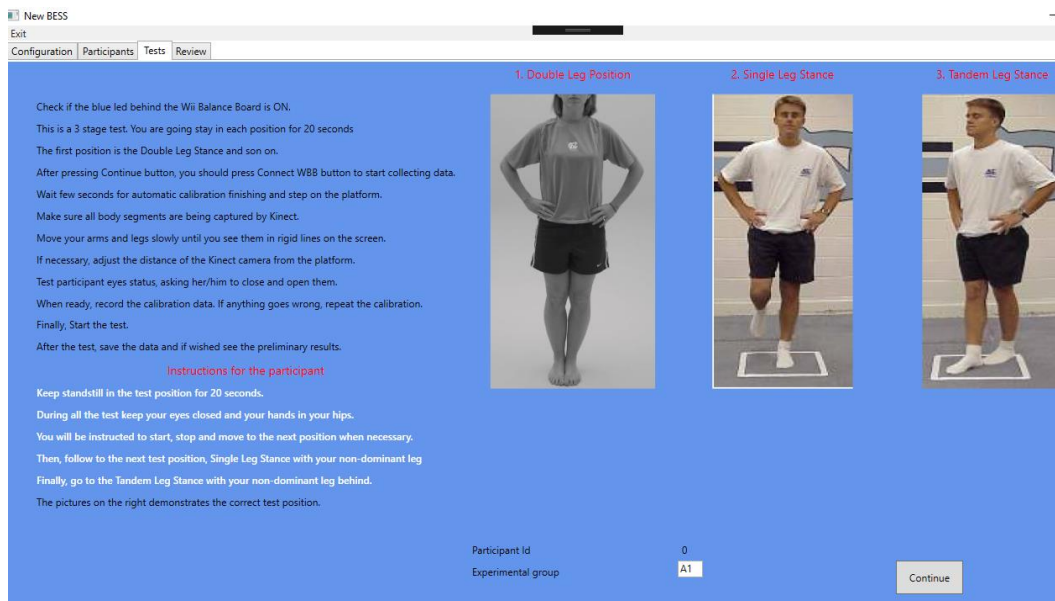 New BESS
Exit
Configuration Participants Tests Review
1. Double Leg Position 2. Single Leg Stance 3. Tandem Leg Stance
Check if the blue led behind the Wii Balance Board is ON.
This is a 3 stage test. You are going stay in each position for 20 seconds
The first position is the Double Leg Stance and son on.
After pressing Continue button, you should press Connect WBB button to start collecting data.
Wait few seconds for automatic calibration finishing and step on the platform.
Make sure all body segments are being captured by Kinect.
Move your arms and legs slowly until you see them in rigid lines on the screen.
If necessary, adjust the distance of the Kinect camera from the platform.
Test participant eyes status, asking her/him to close and open them.
When ready, record the calibration data. If anything goes wrong, repeat the calibration.
Finally, Start the test.
After the test, save the data and if wished see the preliminary results.
Instructions for the participant
Keep standstill in the test position for 20 seconds.
During all the test keep your eyes closed and your hands in your hips.
You will be instructed to start, stop and move to the next position when necessary.
Then, follow to the next test position, Single Leg Stance with your non-dominant leg
Finally, go to the Tandem Leg Stance with your non-dominant leg behind.
The pictures on the right demonstrates the correct test position.
Participant Id 0
Experimental group A1
Continue